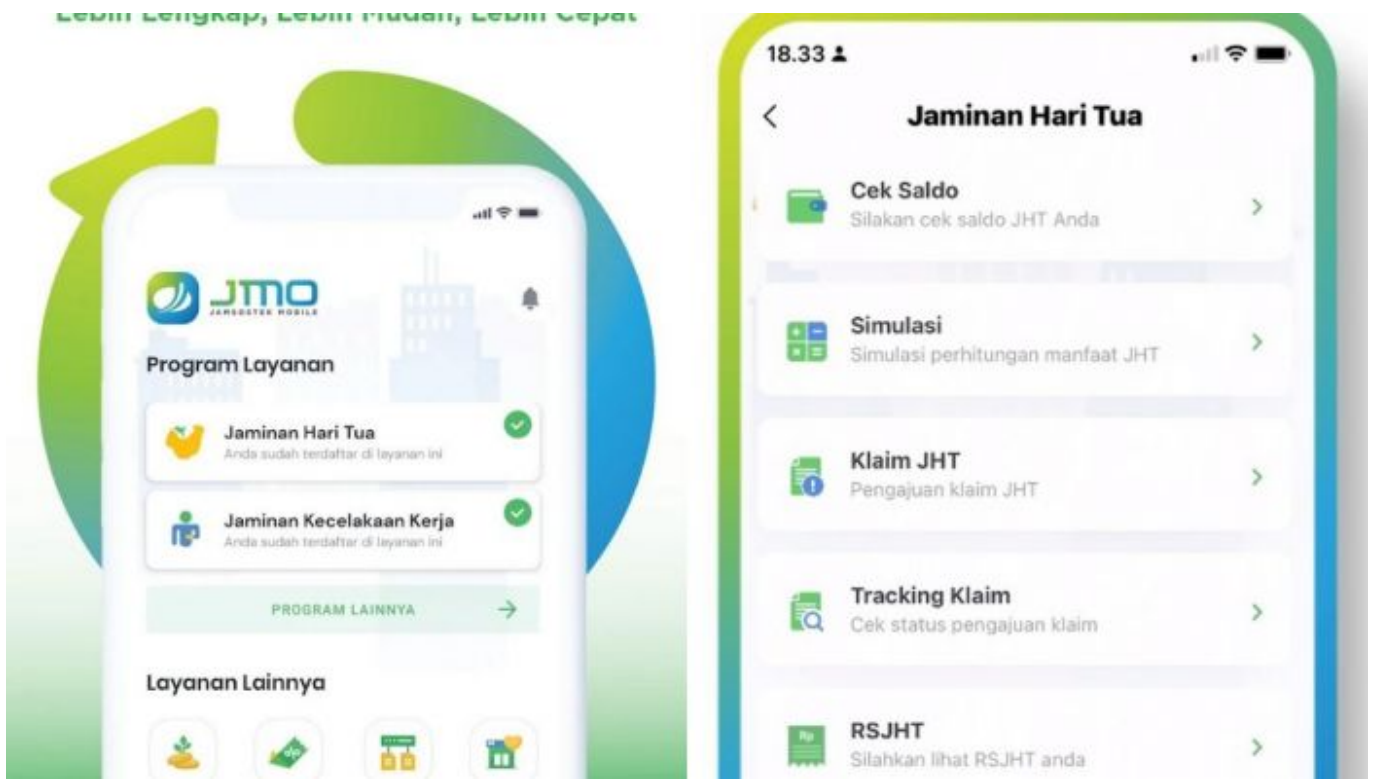 Lebih Lengkap, Lebih Mudah, Lebih Cepat
JMO
JAMSOSTEK MOBILE
Program Layanan
Jaminan Hari Tua
Anda sudah terdaftar di layanan ini
Jaminan Kecelakaan Kerja
Anda sudah terdaftar di layanan ini
PROGRAM LAINNYA
Layanan Lainnya
18.33
Jaminan Hari Tua
Cek Saldo
Silakan cek saldo JHT Anda
Simulasi
Simulasi perhitungan manfaat JHT
Klaim JHT
Pengajuan klaim JHT
Tracking Klaim
Cek status pengajuan klaim
Rp
RSJHT
Silahkan lihat RSJHT anda